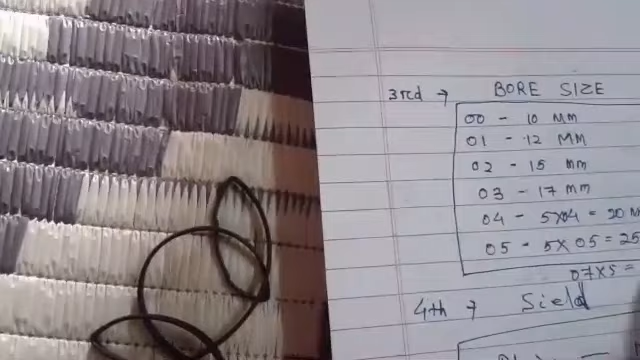 3rd → BORE SIZE
00 - 10 MM
01 - 12 MM
02 - 15 mm
03 - 17 mm
04 - 5x04 = 20 M
05 - 5x05 = 25
07x5 =
4th → Sield